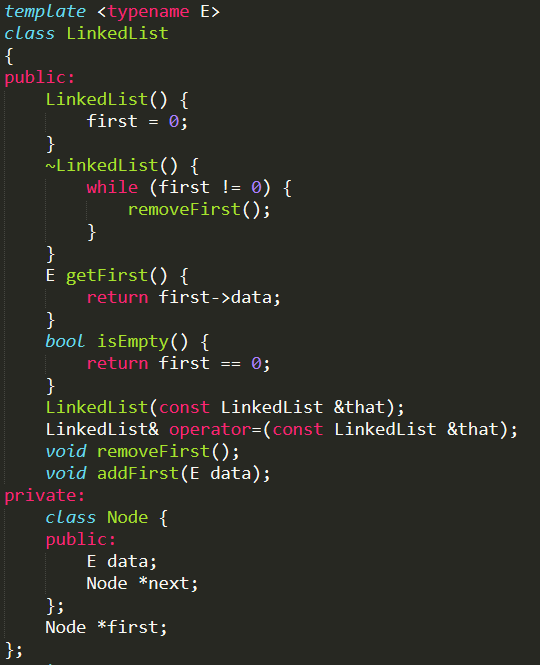 template <typename E>
class LinkedList
{
public:
    LinkedList() {
        first = 0;
    }
    ~LinkedList() {
        while (first != 0) {
            removeFirst();
        }
    }
    E getFirst() {
        return first->data;
    }
    bool isEmpty() {
        return first == 0;
    }
    LinkedList(const LinkedList &that);
    LinkedList& operator=(const LinkedList &that);
    void removeFirst();
    void addFirst(E data);
private:
    class Node {
    public:
        E data;
        Node *next;
    };
    Node *first;
};